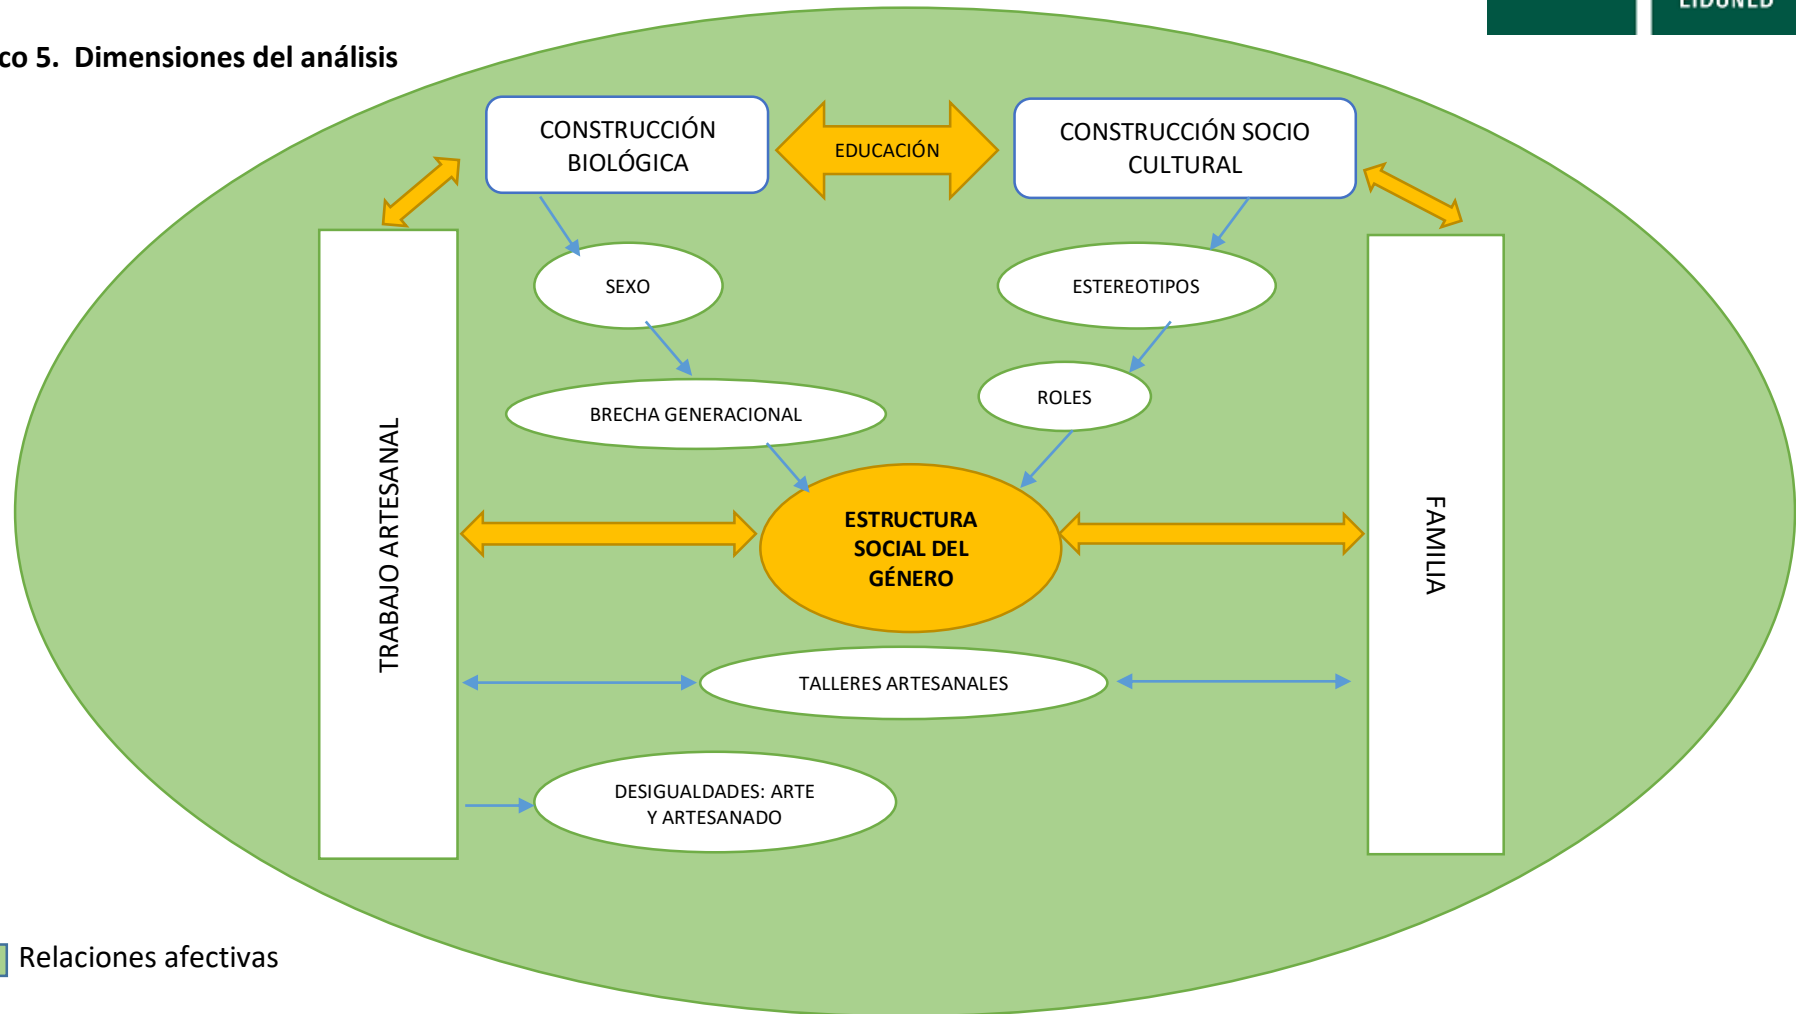 co 5. Dimensiones del análisis
CONSTRUCCIÓN
BIOLÓGICA
EDUCACIÓN
CONSTRUCCIÓN SOCIO
CULTURAL
SEXO
ESTEREOTIPOS
BRECHA GENERACIONAL
ROLES
TRABAJO ARTESANAL
ESTRUCTURA
SOCIAL DEL
GÉNERO
FAMILIA
TALLERES ARTESANALES
DESIGUALDADES: ARTE
Y ARTESANADO
Relaciones afectivas